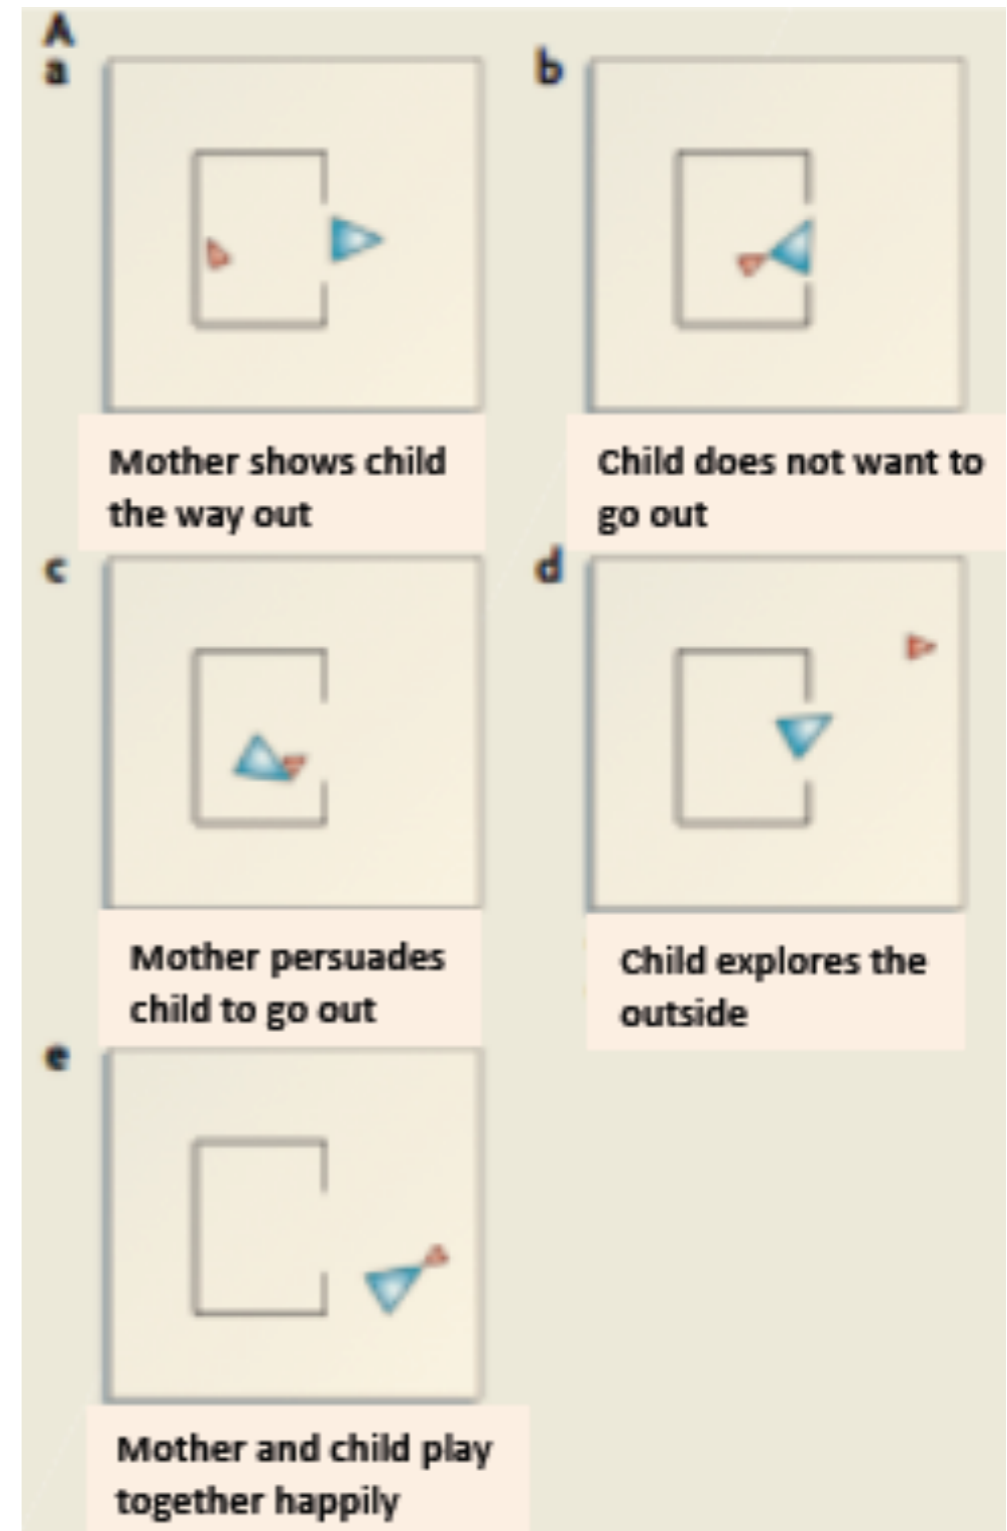 A
a
b
Mother shows child
the way out
Child does not want to
go out
c
d
Mother persuades
child to go out
Child explores the
outside
e
Mother and child play
together happily